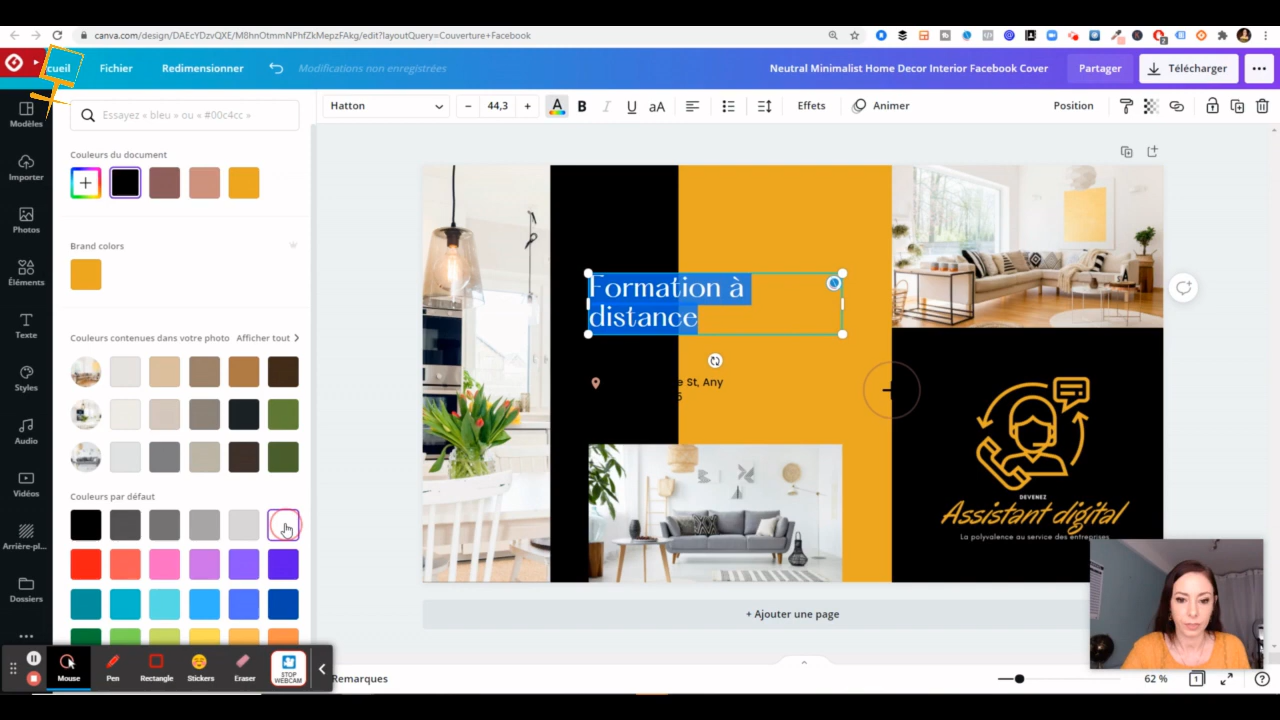 canva.com/design/DAEcYDzvQXE/M8hnOtmmNPhfZkMepzFAkg/edit?layoutQuery=Couverture+Facebook
cueil
Fichier
Redimensionner
Modifications non enregistrées
Neutral Minimalist Home Decor Interior Facebook Cover
Partager
Télécharger
Hatton
44,3
A
B
I
U
aA
Effets
Animer
Position
Modèles
Importer
Photos
Éléments
Texte
Styles
Audio
Vidéos
Arrière-pl...
Dossiers
Essayez « bleu » ou « #00c4cc »
Couleurs du document
Brand colors
Couleurs contenues dans votre photo
Afficher tout
Couleurs par défaut
Formation à
distance
e St, Any
6
DEVENEZ
Assistant digital
La polyvalence au service des entreprises
+ Ajouter une page
Remarques
62 %
1
Mouse
Pen
Rectangle
Stickers
Eraser
STOP
WEBCAM